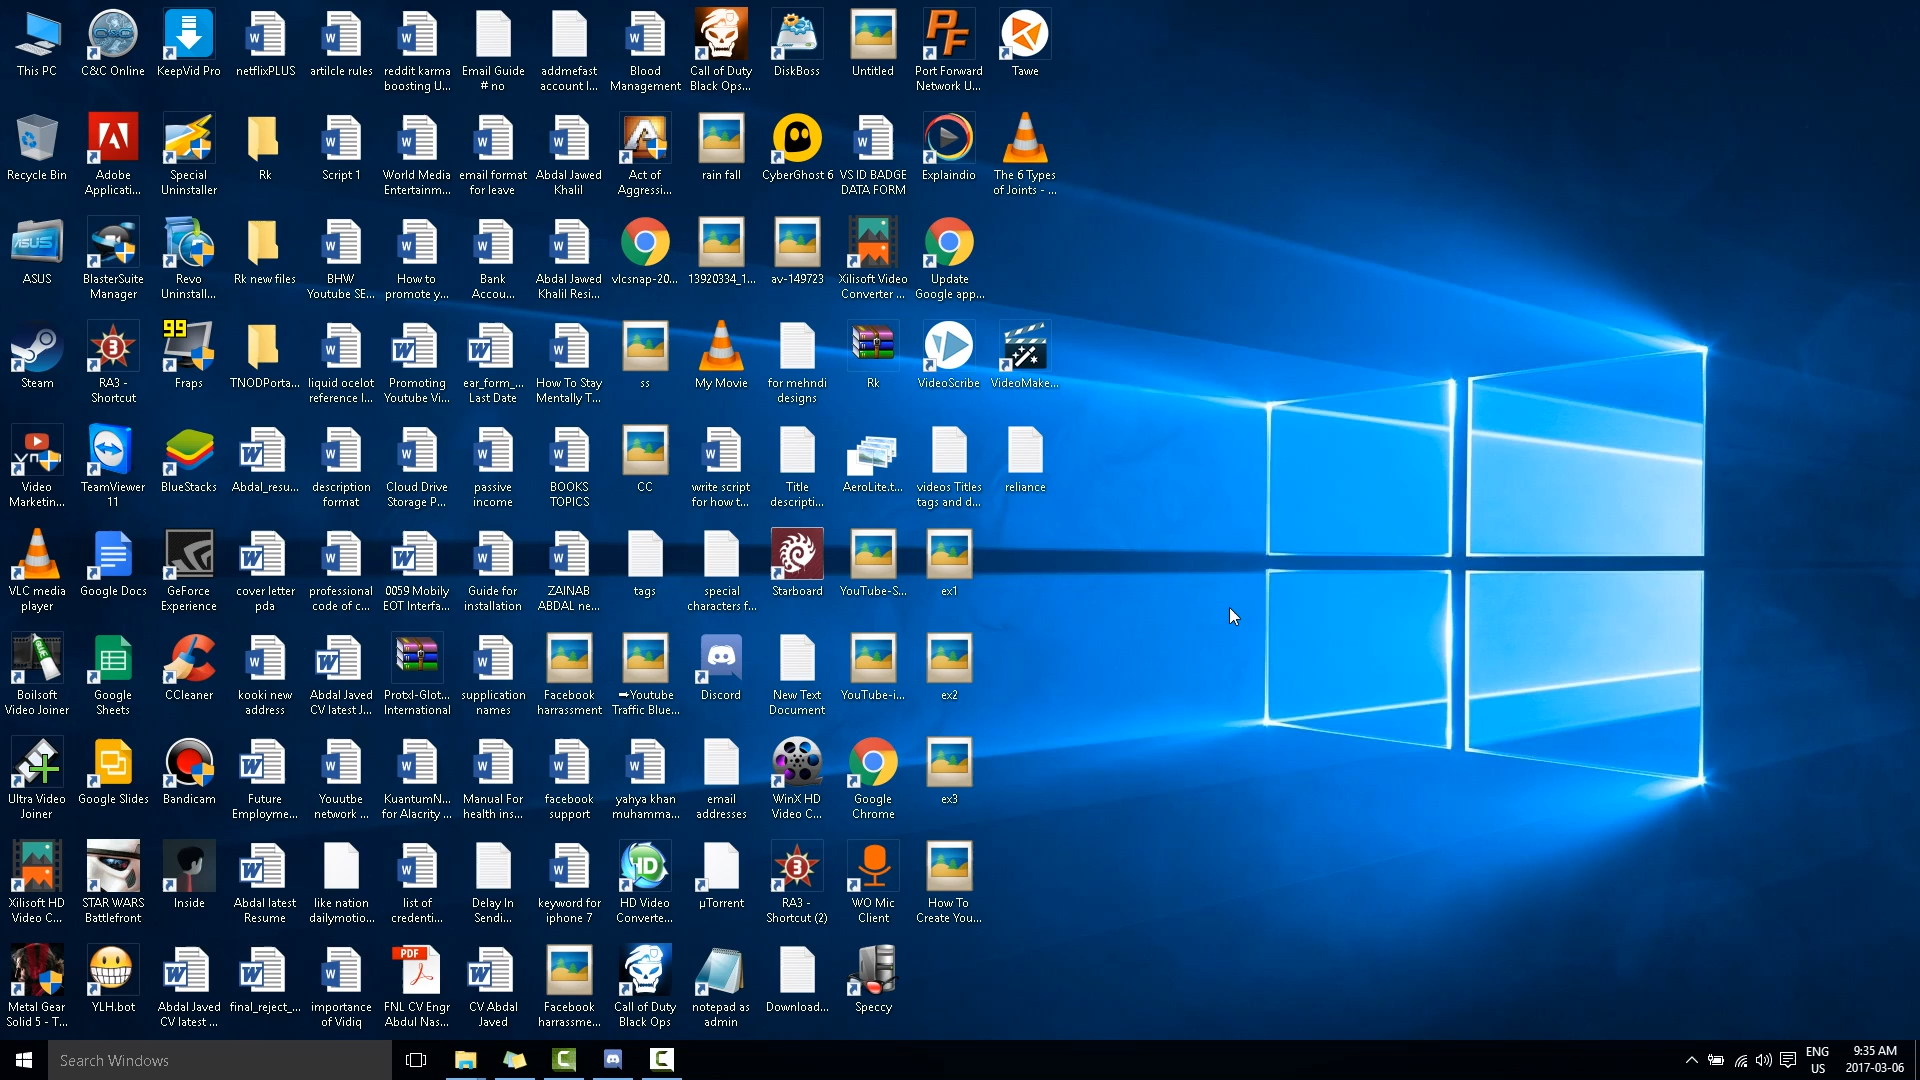 This PC
C&C Online
KeepVid Pro
netflixPLUS
artilcle rules
reddit karma
boosting U...
Email Guide
# no
addmefast
account I...
Blood
Management
Call of Duty
Black Ops...
DiskBoss
Untitled
Port Forward
Network U...
Tawe
Recycle Bin
Adobe
Applicati...
Special
Uninstaller
Rk
Script 1
World Media
Entertainm...
email format
for leave
Abdal Jawed
Khalil
Act of
Aggressi...
rain fall
CyberGhost 6
VS ID BADGE
DATA FORM
Explaindio
The 6 Types
of Joints - ...
ASUS
BlasterSuite
Manager
Revo
Uninstall...
Rk new files
BHW
Youtube SE...
How to
promote y...
Bank
Accou...
Abdal Jawed
Khalil Resi...
vlcsnap-20...
13920334_1...
av-149723
Xilisoft Video
Converter ...
Update
Google app...
Steam
RA3 -
Shortcut
99
Fraps
TNODPorta...
liquid ocelot
reference l...
Promoting
Youtube Vi...
ear_form_...
Last Date
How To Stay
Mentally T...
ss
My Movie
for mehndi
designs
Rk
VideoScribe
VideoMake...
Video
Marketin...
TeamViewer
11
BlueStacks
Abdal_resu...
description
format
Cloud Drive
Storage P...
passive
income
BOOKS
TOPICS
CC
write script
for how t...
Title
descripti...
AeroLite.t...
videos Titles
tags and d...
reliance
VLC media
player
Google Docs
GeForce
Experience
cover letter
pda
professional
code of c...
0059 Mobily
EOT Interfa...
Guide for
installation
ZAINAB
ABDAL ne...
tags
special
characters f...
Starboard
YouTube-S...
ex1
Boilsoft
Video Joiner
Google
Sheets
CCleaner
kooki new
address
Abdal Javed
CV latest J...
Protxl-Glot...
International
supplication
names
Facebook
harrassment
➡Youtube
Traffic Blue...
Discord
New Text
Document
YouTube-i...
ex2
Ultra Video
Joiner
Google Slides
Bandicam
Future
Employme...
Yououtbe
network ...
KuantumN...
for Alacrity ...
Manual For
health ins...
facebook
support
yahya khan
muhamma...
email
addresses
WinX HD
Video C...
Google
Chrome
ex3
Xilisoft HD
Video C...
STAR WARS
Battlefront
Inside
Abdal latest
Resume
like nation
dailymotio...
list of
credenti...
Delay In
Sendi...
keyword for
iphone 7
HD Video
Converte...
µTorrent
RA3 -
Shortcut (2)
WO Mic
Client
How To
Create You...
Metal Gear
Solid 5 - T...
YLH.bot
Abdal Javed
CV latest ...
final_reject_...
importance
of Vidiq
FNL CV Engr
Abdul Nas...
CV Abdal
Javed
Facebook
harrassme...
Call of Duty
Black Ops
notepad as
admin
Download...
Speccy
Search Windows
ENG
US
9:35 AM
2017-03-06